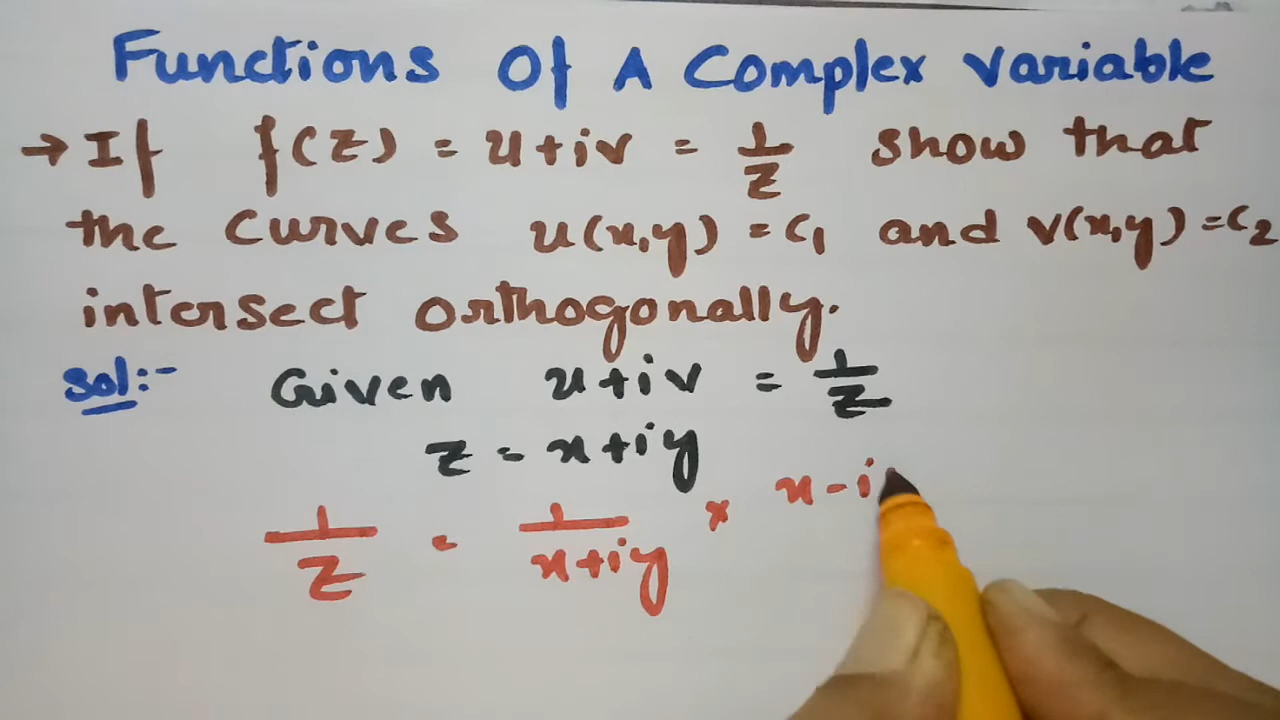 Functions Of A Complex Variable
→ If f(z) = u+iv = 1/z show that
the curves u(x,y) = c₁ and v(x,y) = c₂
intersect orthogonally.
Sol:- Given u+iv = 1/z
z = x+iy
1/z = 1/x+iy × x-i